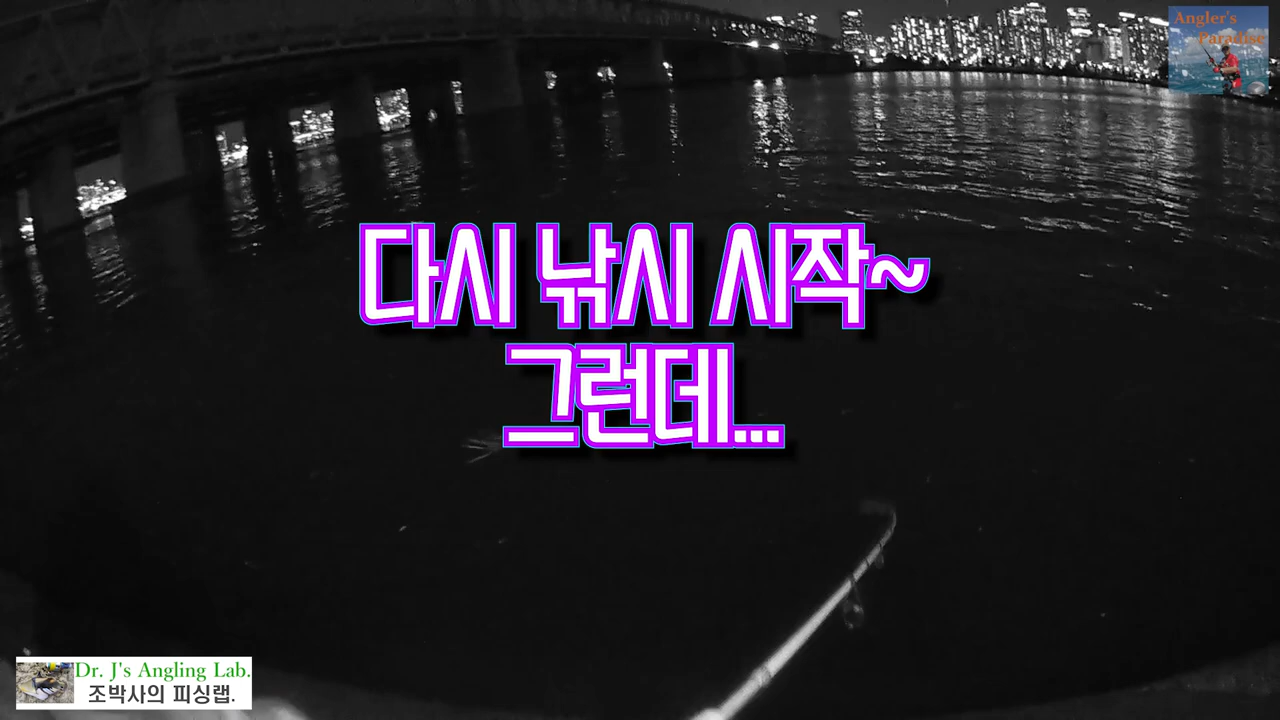 Angler's
Paradise
다시 낚시 시작~
그런데...
Dr. J's Angling Lab.
조박사의 피싱랩.